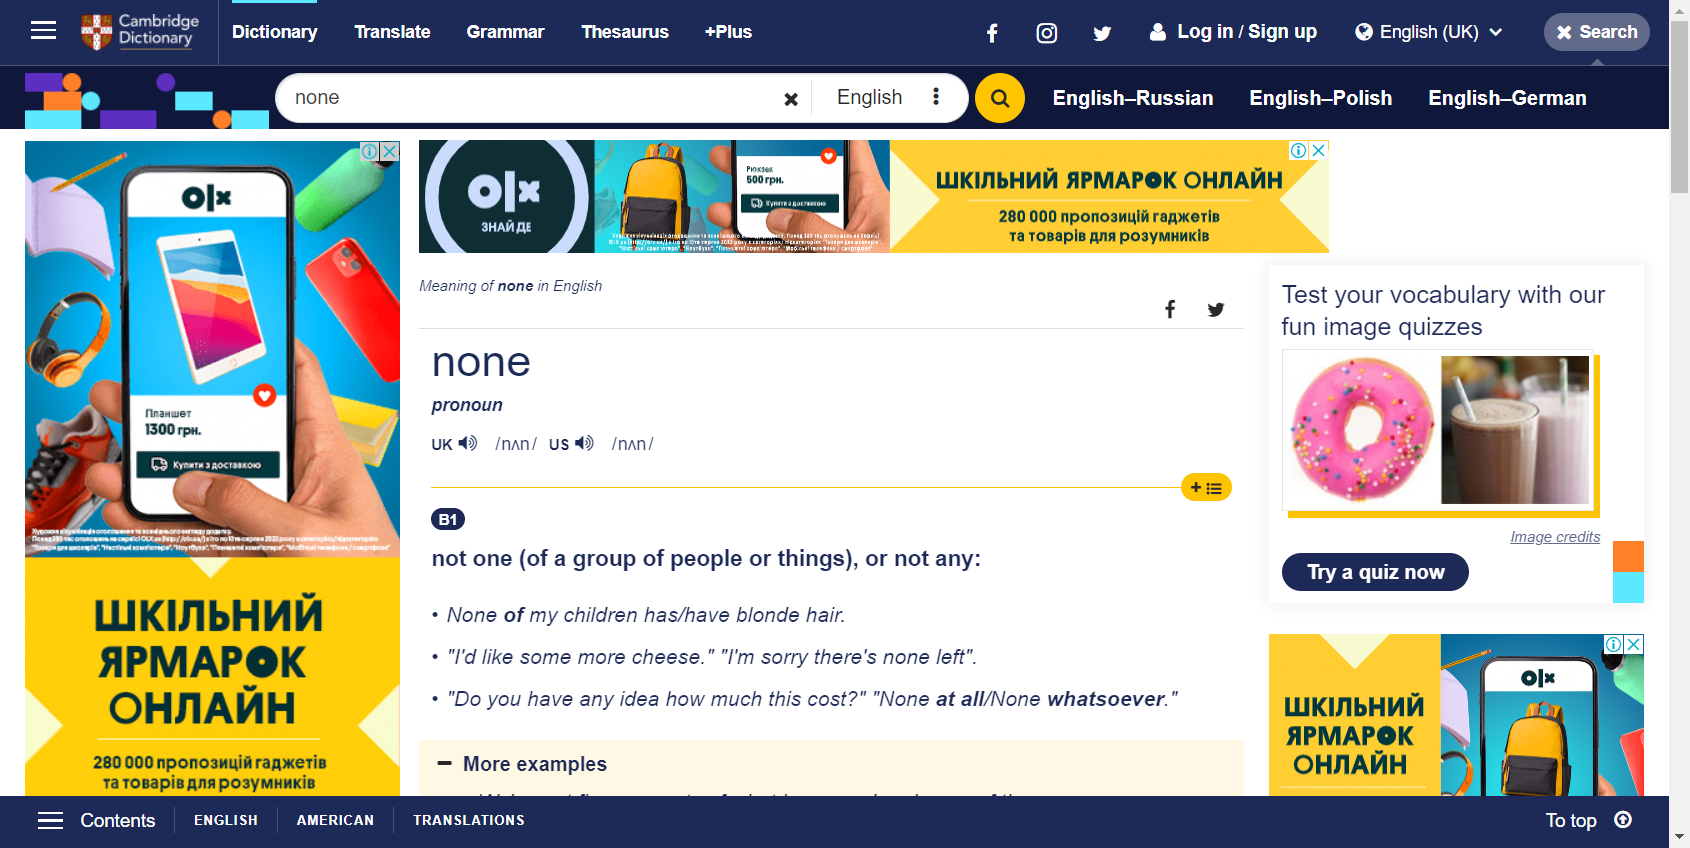 Cambridge
Dictionary
Dictionary
Translate
Grammar
Thesaurus
+Plus
Log in / Sign up
English (UK)
Search
none
English
English–Russian
English–Polish
English–German
olx
Планшет
1300 грн.
Купити з доставкою
ШКІЛЬНИЙ
ЯРМАРОК
ОНЛАЙН
280 000 пропозицій гаджетів
та товарів для розумників
olx
ЗНАЙДЕ
Рюкзак
500 грн.
Купити з доставкою
ШКІЛЬНИЙ ЯРМАРОК ОНЛАЙН
280 000 пропозицій гаджетів
та товарів для розумників
Meaning of none in English
none
pronoun
UK /nʌn/ US /nʌn/
B1
not one (of a group of people or things), or not any:
• None of my children has/have blonde hair.
• "I'd like some more cheese." "I'm sorry there's none left".
• "Do you have any idea how much this cost?" "None at all/None whatsoever."
More examples
Test your vocabulary with our
fun image quizzes
Image credits
Try a quiz now
olx
ШКІЛЬНИЙ
ЯРМАРОК
ОНЛАЙН
Contents
ENGLISH
AMERICAN
TRANSLATIONS
To top